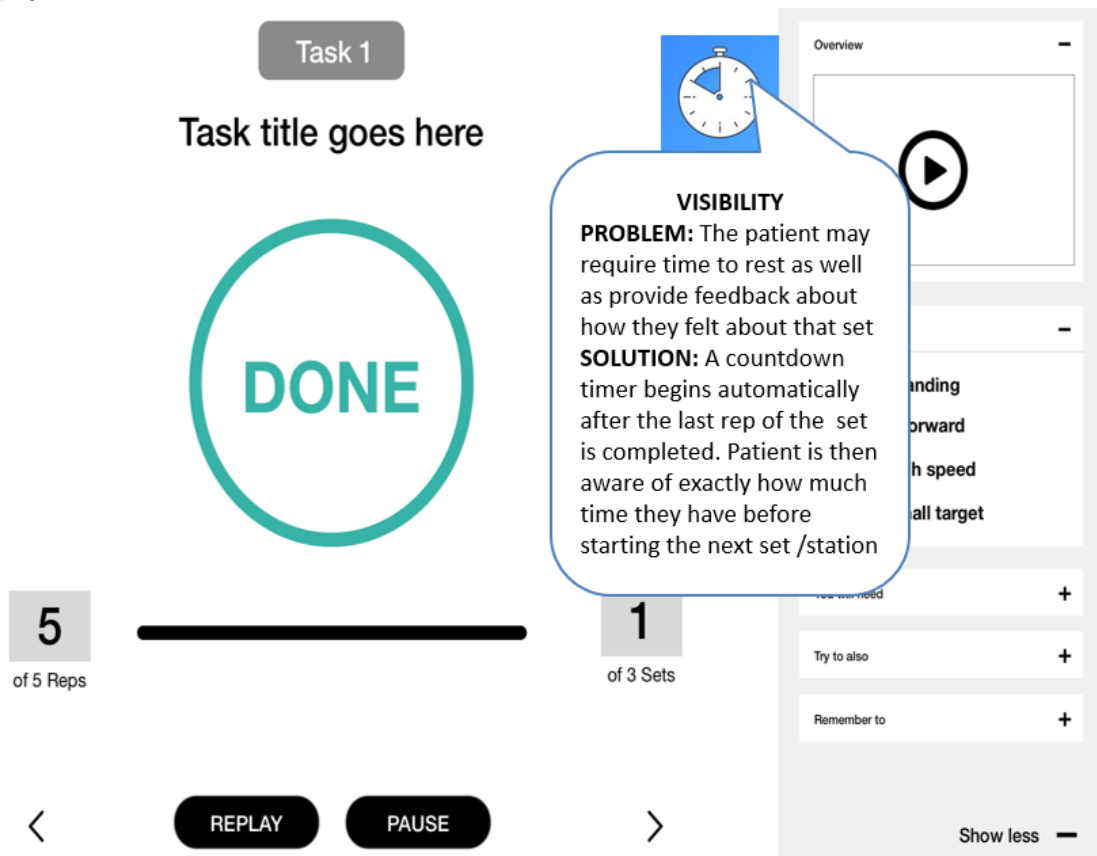 Task 1
Task title goes here
DONE
5
of 5 Reps
1
of 3 Sets
REPLAY
PAUSE
VISIBILITY
PROBLEM: The patient may
require time to rest as well
as provide feedback about
how they felt about that set
SOLUTION: A countdown
timer begins automatically
after the last rep of the set
is completed. Patient is then
aware of exactly how much
time they have before
starting the next set /station
Overview
speed
target
need
Try to also
Remember to
Show less